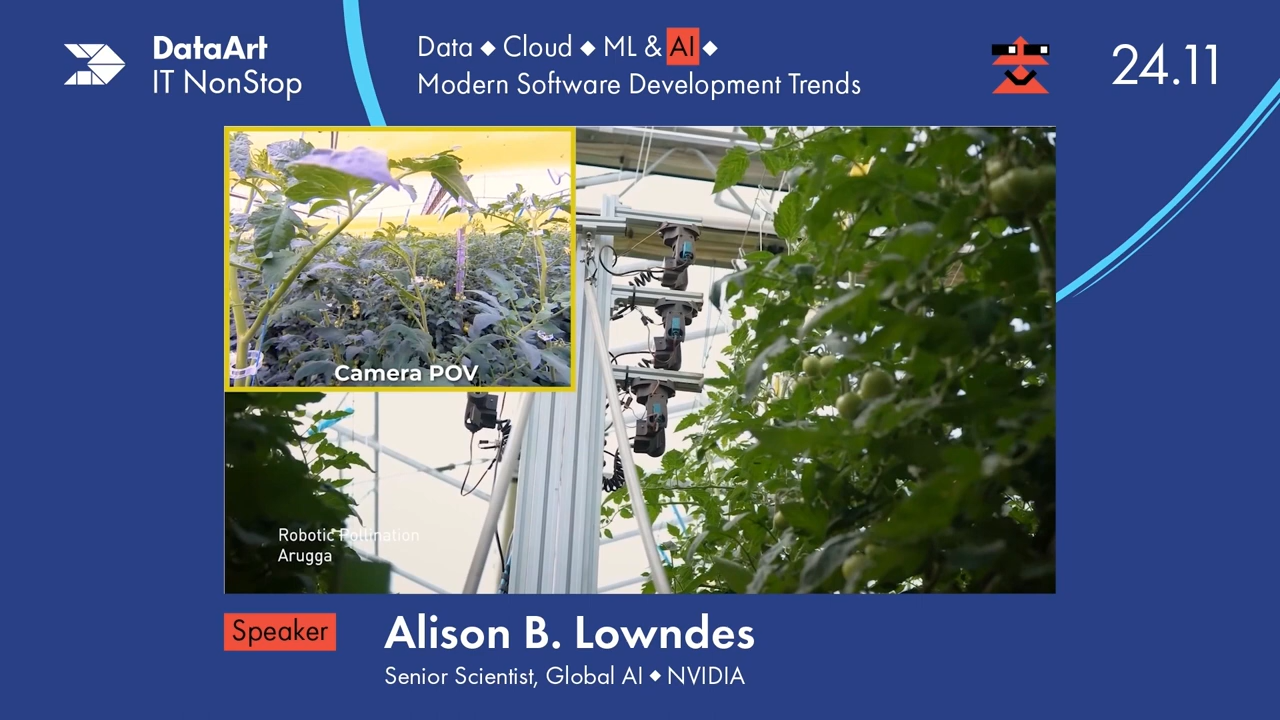 DataArt
IT NonStop
Data ◆ Cloud ◆ ML & AI ◆
Modern Software Development Trends
24.11
Camera POV
Robotic Pollination
Arugga
Speaker
Alison B. Lowndes
Senior Scientist, Global AI ◆ NVIDIA